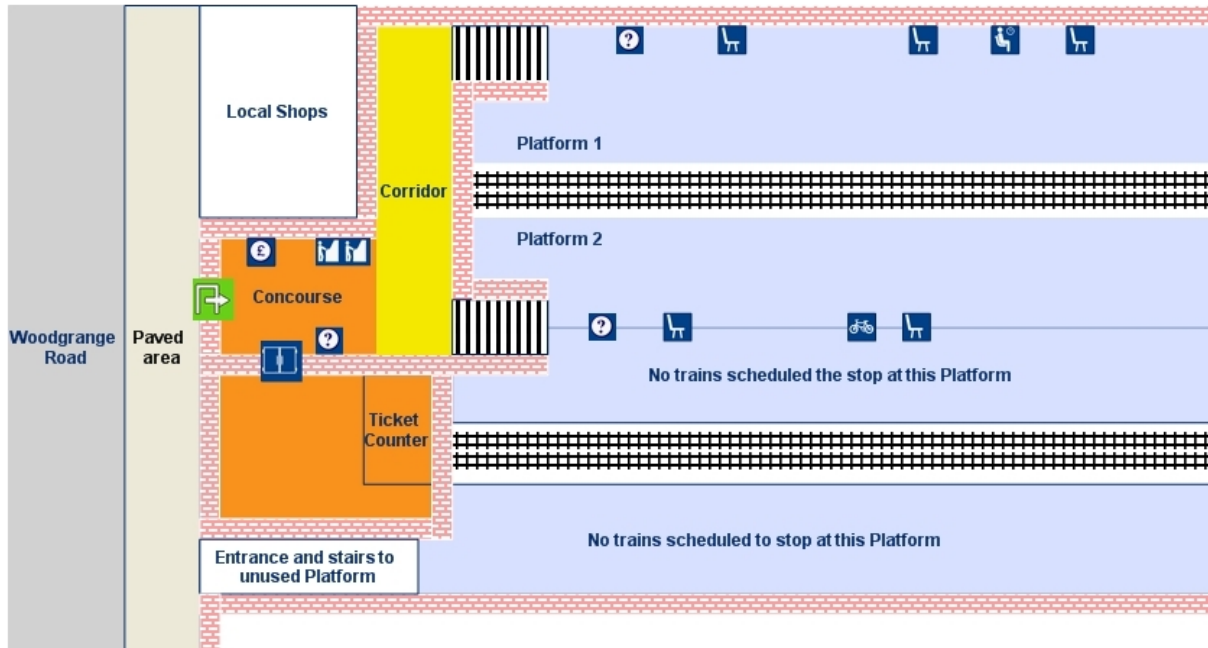 Local Shops
Platform 1
Corridor
Platform 2
Concourse
Woodgrange
Road
Paved
area
No trains scheduled the stop at this Platform
Ticket
Counter
No trains scheduled to stop at this Platform
Entrance and stairs to
unused Platform
?
?
?
£